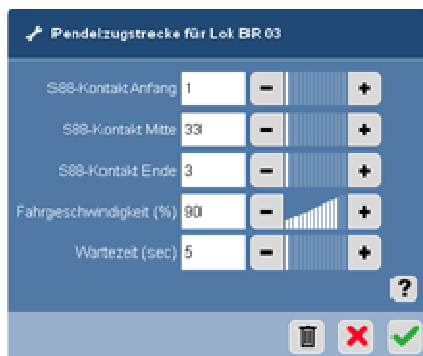 Pendelzugstrecke für Lok BR 03
S88-Kontakt Anfang 1 - +
S88-Kontakt Mitte 33 - +
S88-Kontakt Ende 3 - +
Fahrgeschwindigkeit (%) 90 - +
Wartezeit (sec) 5 - +
?